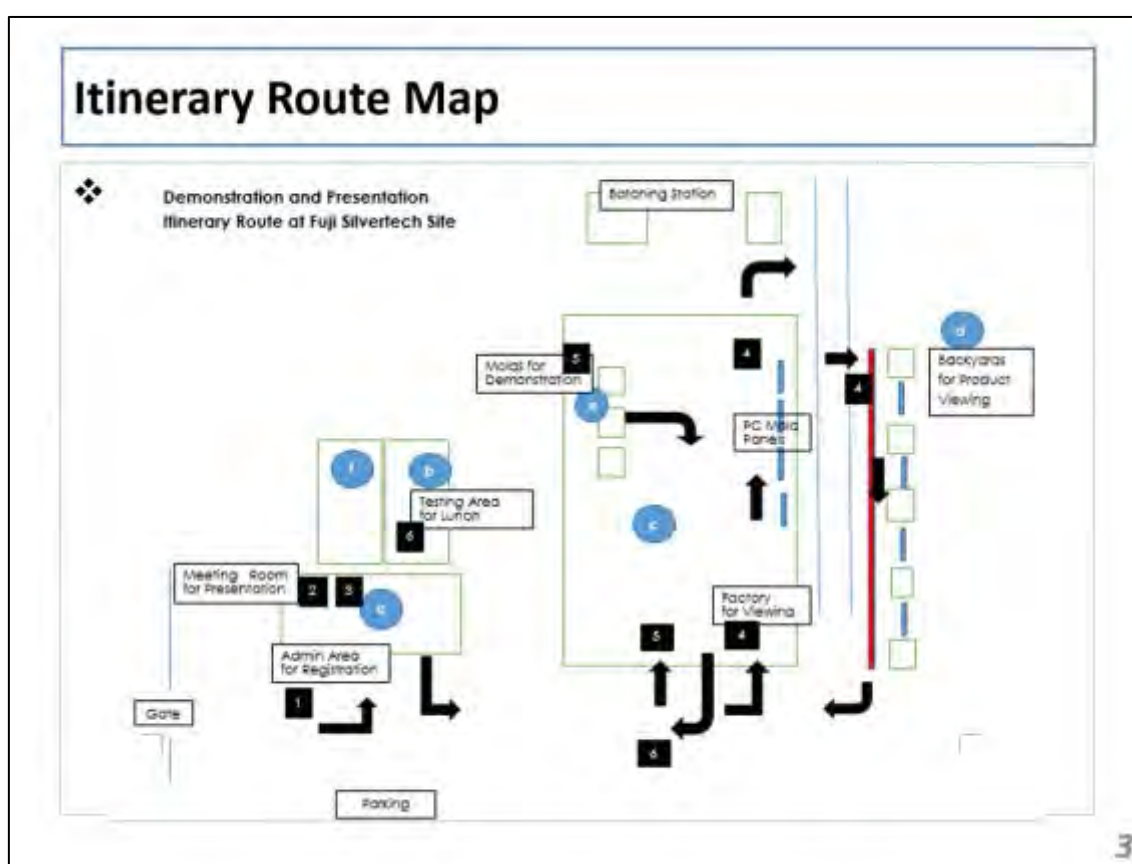 Itinerary Route Map
❖ Demonstration and Presentation
Itinerary Route at Fuji Silvertech Site
Batching Station
d
Backyards
for Product
Viewing
5
4
Molds for
Demonstration
4
PC Mold
Panels
f
b
Testing Area
for Lunch
6
c
Meeting Room
for Presentation
2
3
a
Factory
for Viewing
5
4
Admin Area
for Registration
1
Gate
6
Parking
3